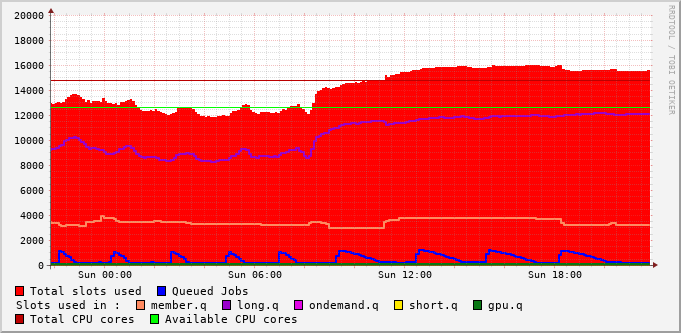 RRDTOOL / TOBI OETIKER
20000
18000
16000
14000
12000
10000
8000
6000
4000
2000
0
Sun 00:00 Sun 06:00 Sun 12:00 Sun 18:00
Total slots used Queued Jobs
Slots used in : member.q long.q ondemand.q short.q gpu.q
Total CPU cores Available CPU cores